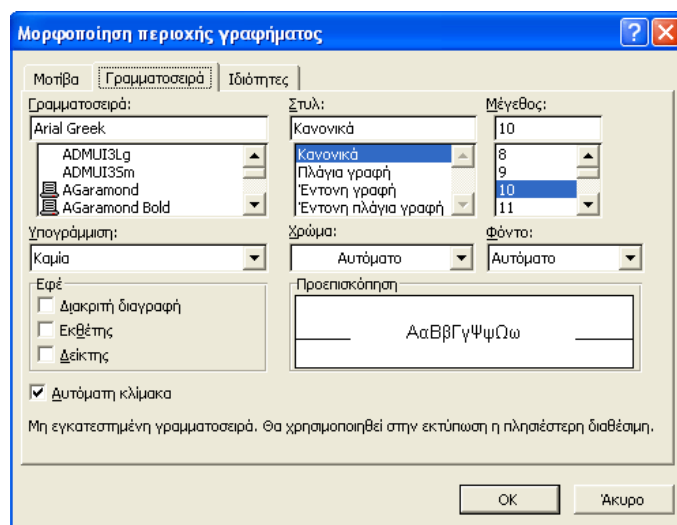 Μορφοποίηση περιοχής γραφήματος
Μοτίβα Γραμματοσειρά Ιδιότητες
Γραμματοσειρά: Στυλ: Μέγεθος:
Arial Greek Κανονικά 10
ADMUI3Lg Κανονικά 8
ADMUI3Sm Πλάγια γραφή 9
AGaramond Έντονη γραφή 10
AGaramond Bold Έντονη πλάγια γραφή 11
Υπογράμμιση: Χρώμα: Φόντο:
Καμία Αυτόματο Αυτόματο
Εφέ Προεπισκόπηση
Διακριτή διαγραφή
Εκθέτης ΑαΒβΓγΨψΩω
Δείκτης
Αυτόματη κλίμακα
Μη εγκατεστημένη γραμματοσειρά. Θα χρησιμοποιηθεί στην εκτύπωση η πλησιέστερη διαθέσιμη.
OK Άκυρο